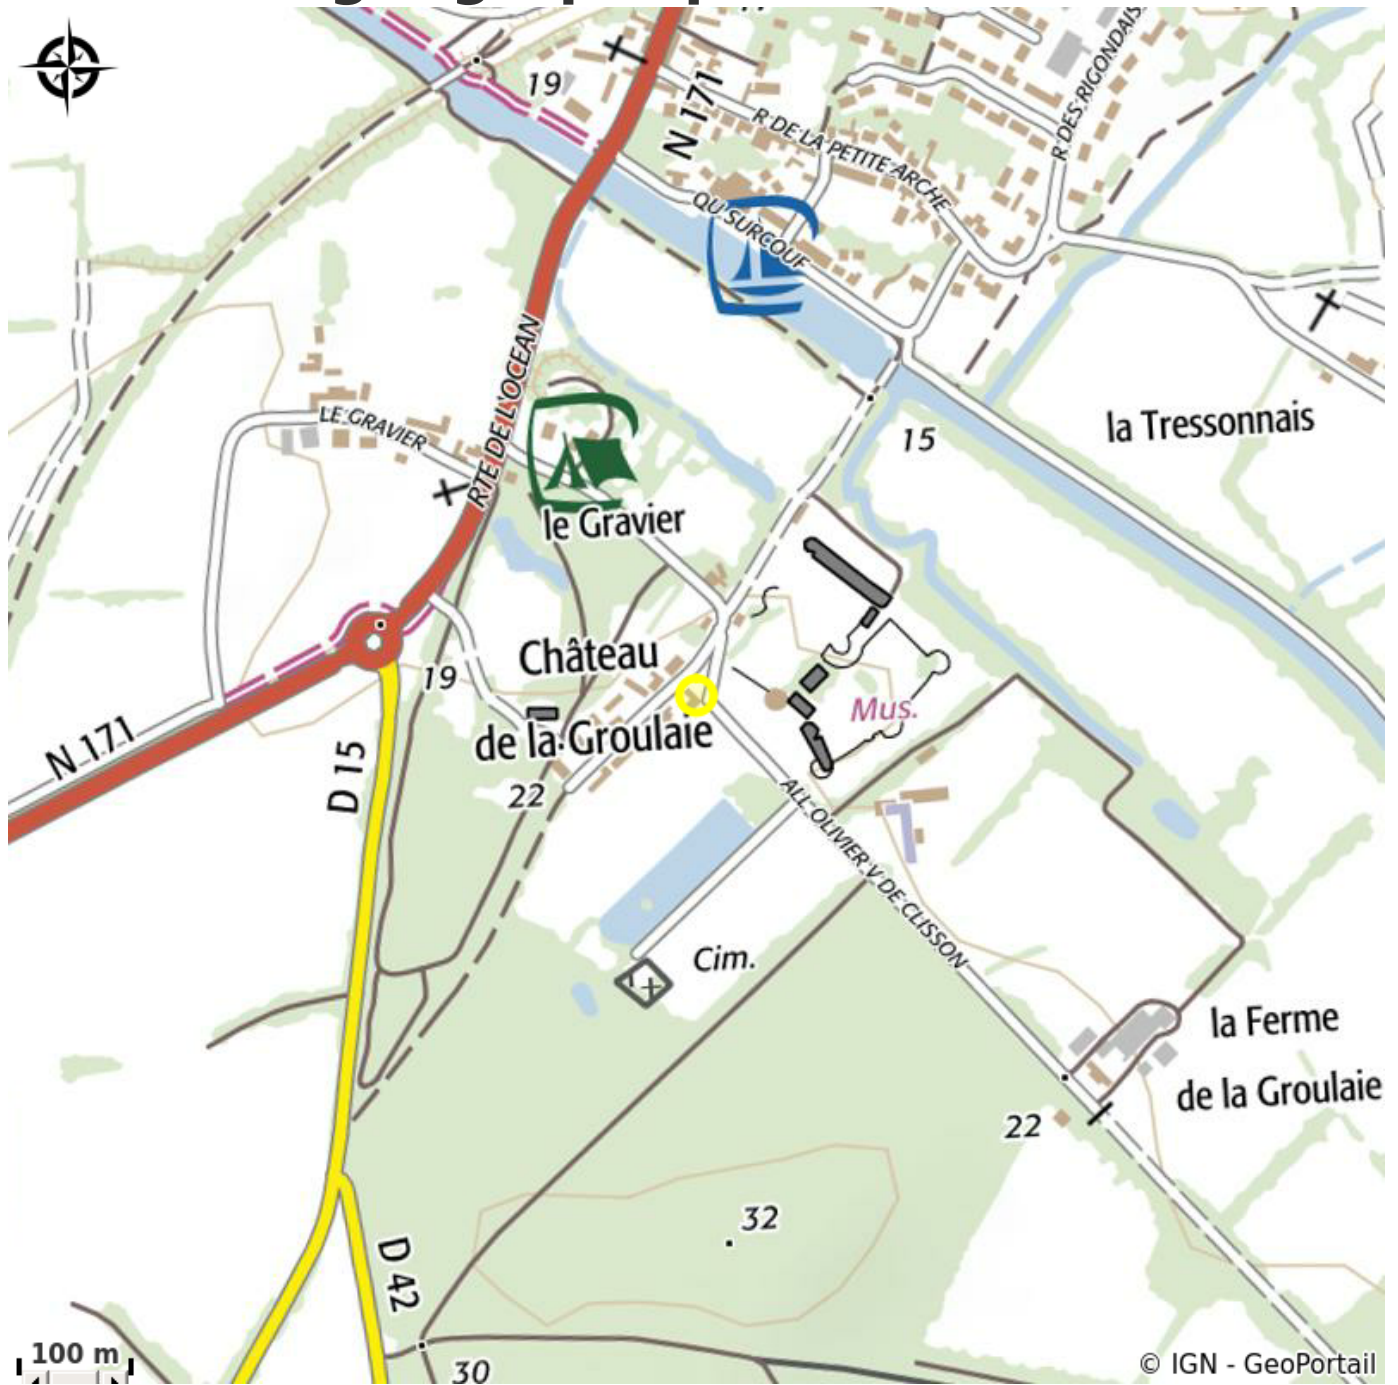 19
N 171
R DE LA PETITE ARCHE
R DES RIGONDAIS
QU SURCOUF
RTE DE L'OCEAN
LE GRAVIER
15
la Tressonnais
le Gravier
Château
de la Groulaie
19
Mus.
N 171
D 15
22
ALL OLIVIER V DE CLISSON
Cim.
la Ferme
de la Groulaie
22
32
D 42
30
100 m
© IGN - GeoPortail